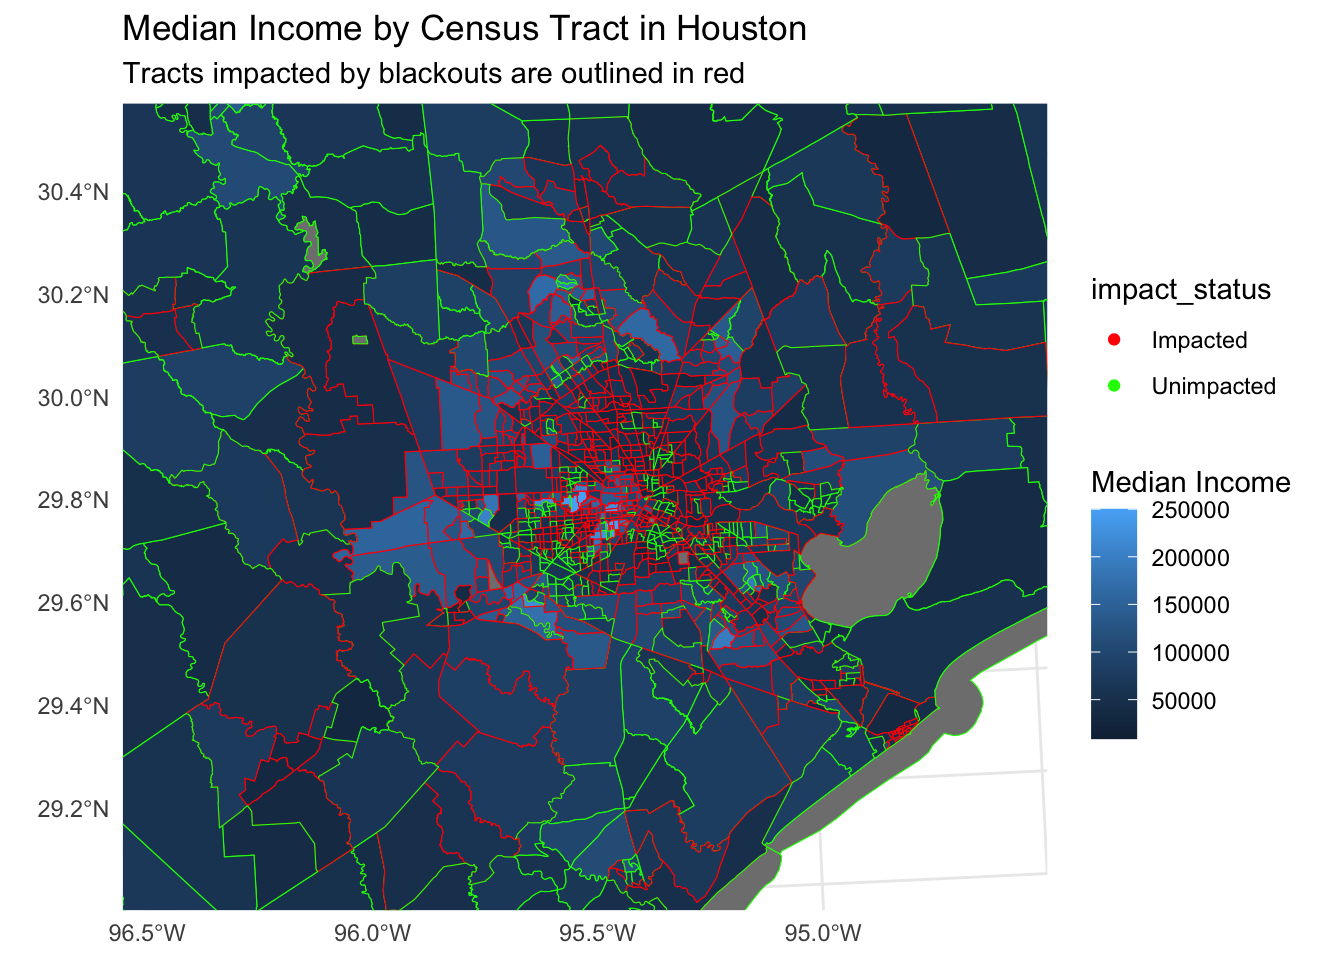 Median Income by Census Tract in Houston
Tracts impacted by blackouts are outlined in red
30.4°N
30.2°N
30.0°N
29.8°N
29.6°N
29.4°N
29.2°N
96.5°W
96.0°W
95.5°W
95.0°W
impact_status
Impacted
Unimpacted
Median Income
250000
200000
150000
100000
50000